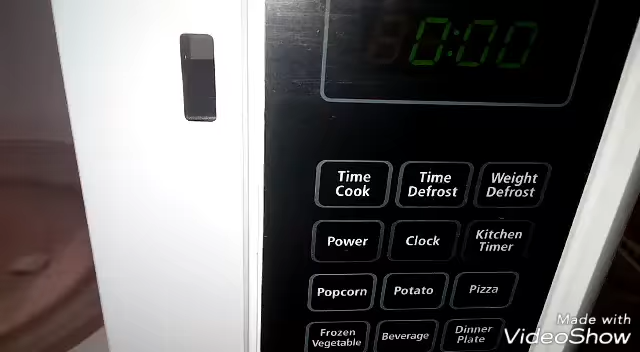 0:00
Time Cook
Time Defrost
Weight Defrost
Power
Clock
Kitchen Timer
Popcorn
Potato
Pizza
Frozen Vegetable
Beverage
Dinner Plate
Made with
VideoShow